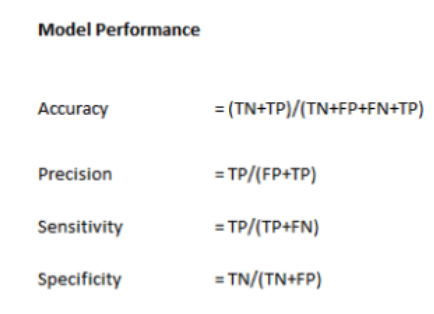 Model Performance
Accuracy = (TN+TP)/(TN+FP+FN+TP)
Precision = TP/(FP+TP)
Sensitivity = TP/(TP+FN)
Specificity = TN/(TN+FP)